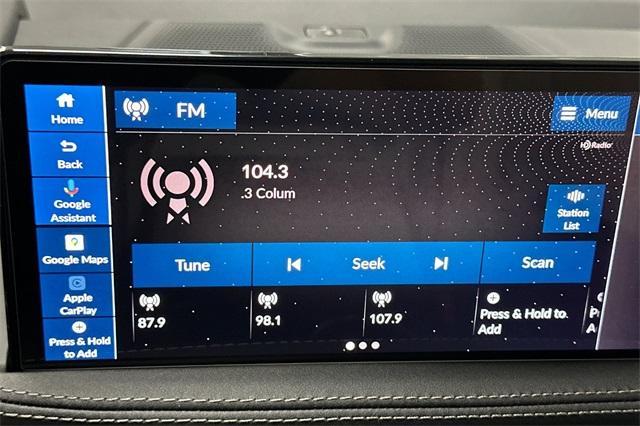 Home
FM
Menu
HD Radio
Back
104.3
.3 Colum
Google
Assistant
Station
List
Google Maps
Tune
Seek
Scan
Apple
CarPlay
87.9
98.1
107.9
Press & Hold to
Add
P
A
Press & Hold
to Add